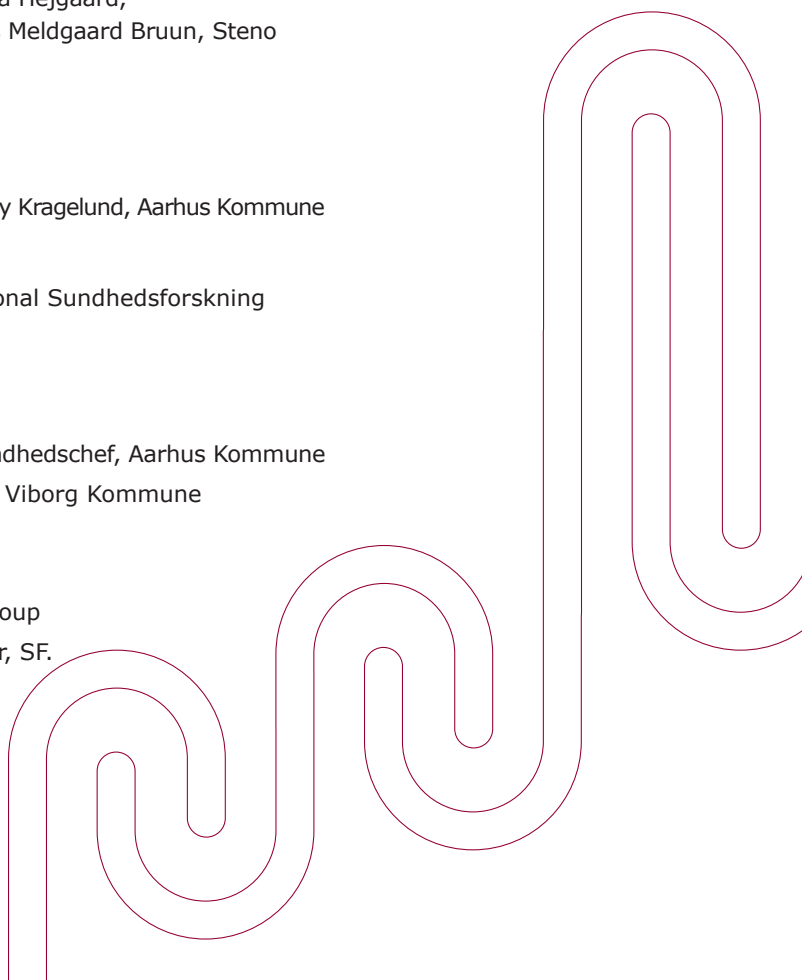 Meldgaard Bruun, Steno
y Kragelund, Aarhus Kommune
onal Sundhedsforskning
dhedschef, Aarhus Kommune
Viborg Kommune
oup
r, SF.